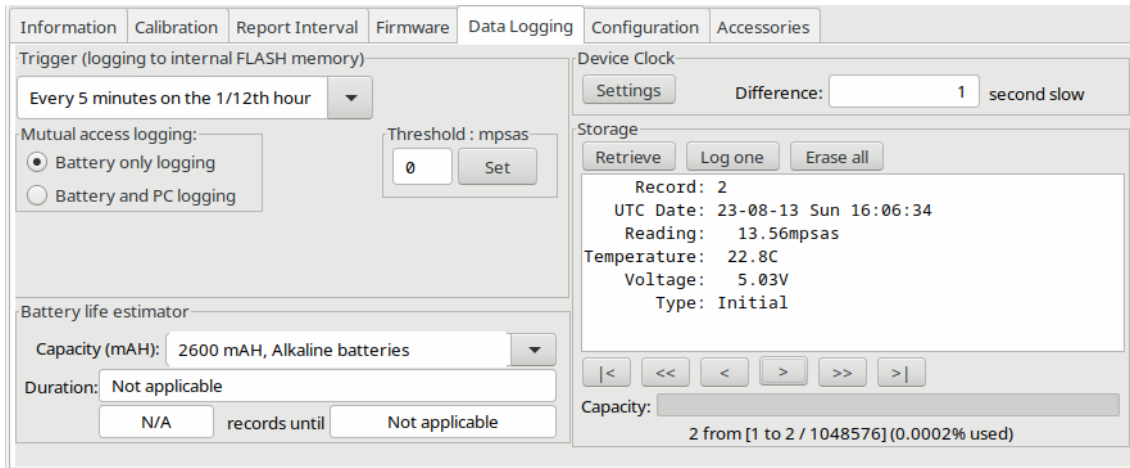 Information Calibration Report Interval Firmware Data Logging Configuration Accessories
Trigger (logging to internal FLASH memory)
Every 5 minutes on the 1/12th hour
Mutual access logging:
Battery only logging
Battery and PC logging
Threshold : mpsas
0 Set
Battery life estimator
Capacity (mAH): 2600 mAH, Alkaline batteries
Duration: Not applicable
N/A records until Not applicable
Device Clock
Settings Difference: 1 second slow
Storage
Retrieve Log one Erase all
Record: 2
UTC Date: 23-08-13 Sun 16:06:34
Reading: 13.56mpsas
Temperature: 22.8C
Voltage: 5.03V
Type: Initial
|< << < > >> >|
Capacity:
2 from [1 to 2 / 1048576] (0.0002% used)